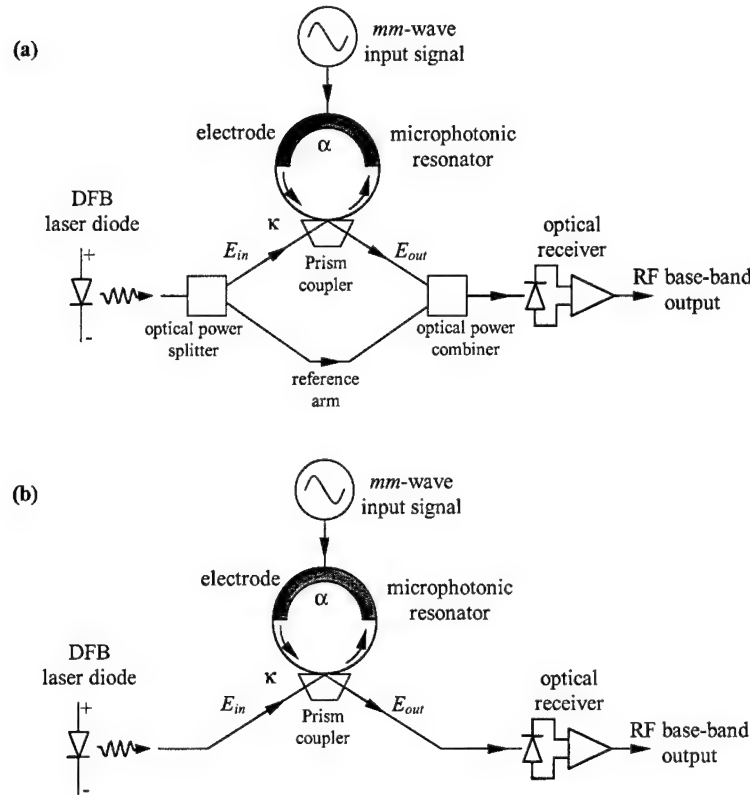 (a)
mm-wave
input signal
electrode
α
microphotonic
resonator
DFB
laser diode
+
-
κ
E_in
Prism
coupler
E_out
optical
receiver
RF base-band
output
optical power
splitter
optical power
combiner
reference
arm
(b)
mm-wave
input signal
electrode
α
microphotonic
resonator
DFB
laser diode
+
-
κ
E_in
Prism
coupler
E_out
optical
receiver
RF base-band
output